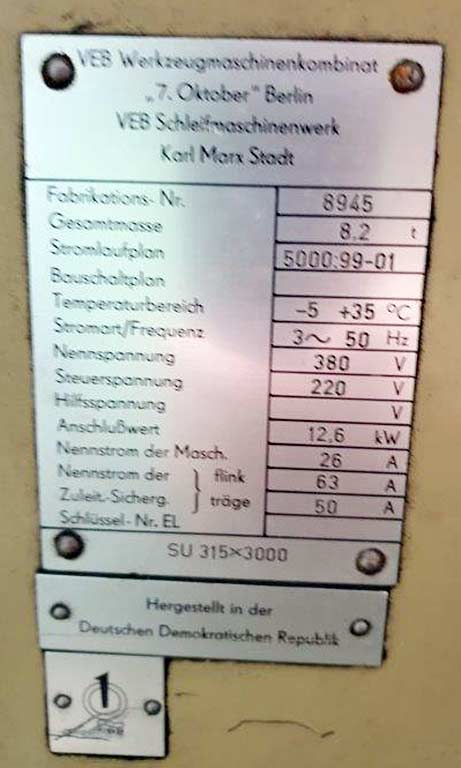 VEB Werkzeugmaschinenkombinat
„7. Oktober" Berlin
VEB Schleifmaschinenwerk
Karl Marx Stadt
Fabrikations-Nr. 8945
Gesamtmasse 8,2 t
Stromlaufplan 5000:99-01
Bauschaltplan
Temperaturbereich -5 +35 °C
Stromart/Frequenz 3~ 50 Hz
Nennspannung 380 V
Steuerspannung 220 V
Hilfsspannung V
Anschlußwert 12,6 kW
Nennstrom der Masch. 26 A
Nennstrom der } flink 63 A
Zuleit.-Sicherg. } träge 50 A
Schlüssel-Nr. EL
SU 315×3000
Hergestellt in der
Deutschen Demokratischen Republik
1